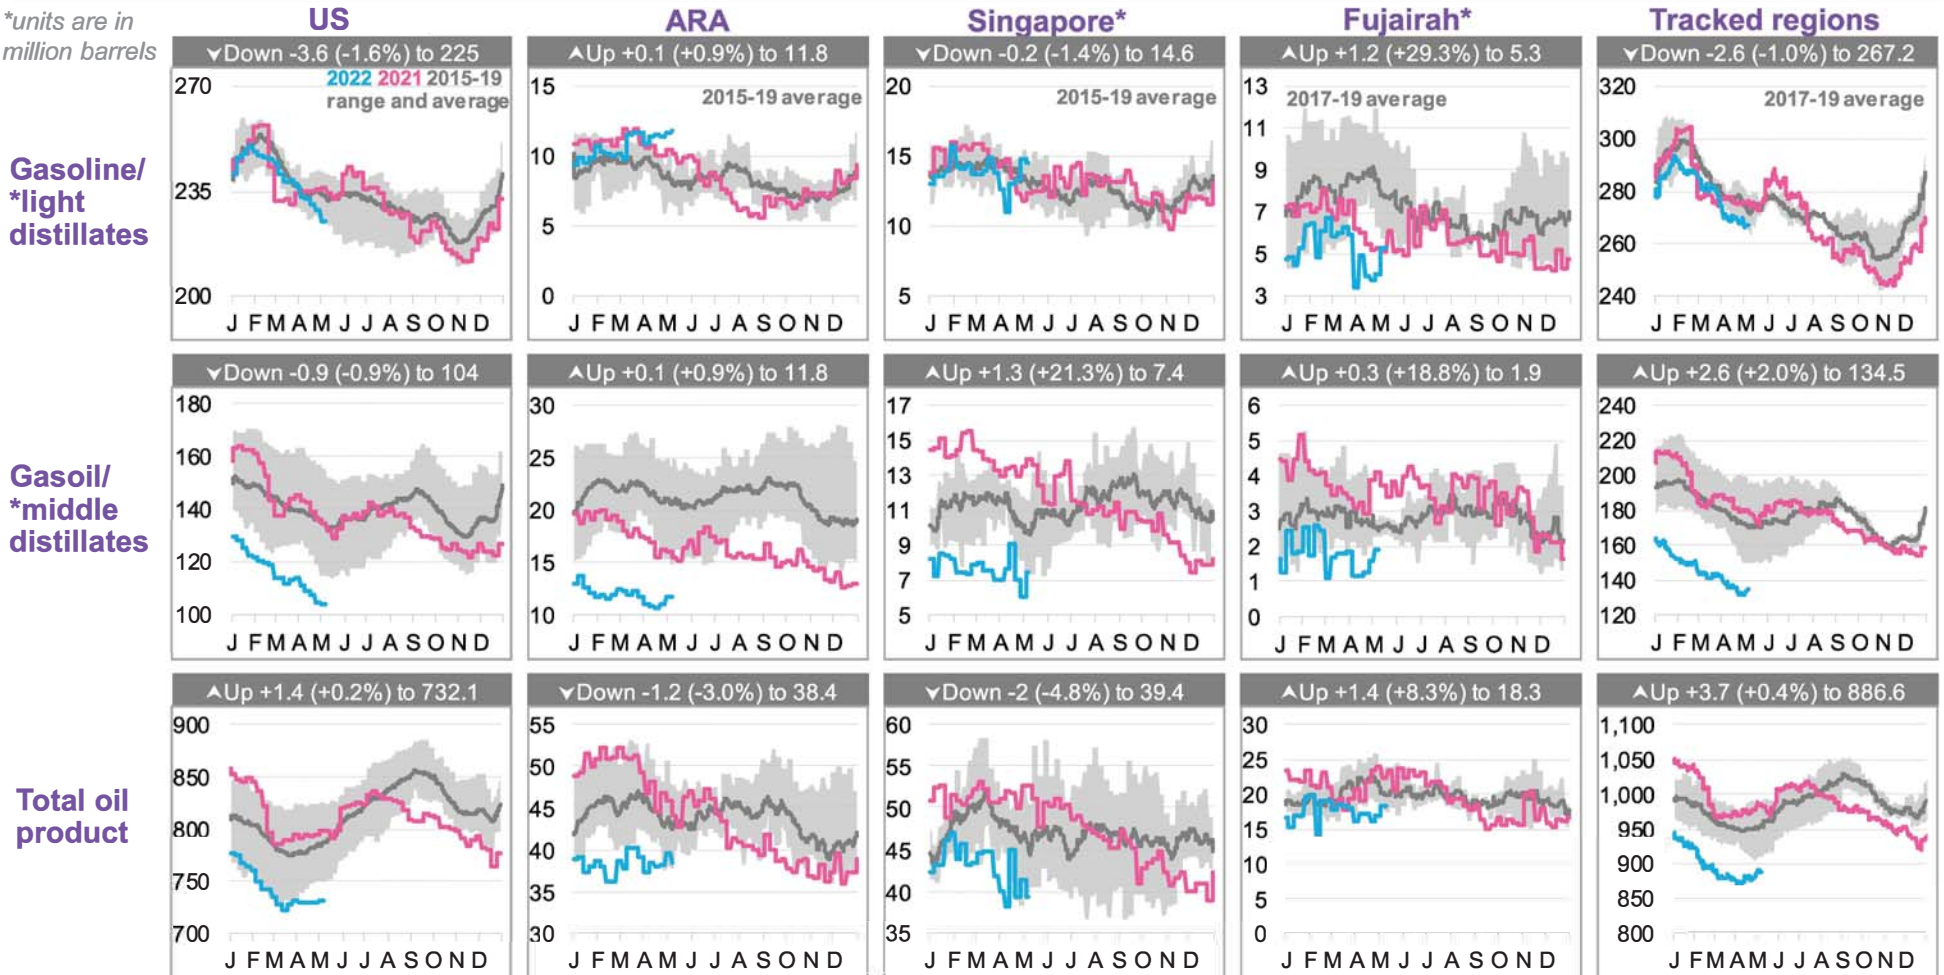 *units are in
million barrels
US
ARA
Singapore*
Fujairah*
Tracked regions
Gasoline/
*light
distillates
Down -3.6 (-1.6%) to 225
2022 2021 2015-19
range and average
270
235
200
J F M A M J J A S O N D
Up +0.1 (+0.9%) to 11.8
2015-19 average
15
10
5
0
J F M A M J J A S O N D
Down -0.2 (-1.4%) to 14.6
2015-19 average
20
15
10
5
J F M A M J J A S O N D
Up +1.2 (+29.3%) to 5.3
2017-19 average
13
11
9
7
5
3
J F M A M J J A S O N D
Down -2.6 (-1.0%) to 267.2
2017-19 average
320
300
280
260
240
J F M A M J J A S O N D
Gasoil/
*middle
distillates
Down -0.9 (-0.9%) to 104
180
160
140
120
100
J F M A M J J A S O N D
Up +0.1 (+0.9%) to 11.8
30
25
20
15
10
J F M A M J J A S O N D
Up +1.3 (+21.3%) to 7.4
17
15
13
11
9
7
5
J F M A M J J A S O N D
Up +0.3 (+18.8%) to 1.9
6
5
4
3
2
1
0
J F M A M J J A S O N D
Up +2.6 (+2.0%) to 134.5
240
220
200
180
160
140
120
J F M A M J J A S O N D
Total oil
product
Up +1.4 (+0.2%) to 732.1
900
850
800
750
700
J F M A M J J A S O N D
Down -1.2 (-3.0%) to 38.4
55
50
45
40
35
30
J F M A M J J A S O N D
Down -2 (-4.8%) to 39.4
60
55
50
45
40
35
J F M A M J J A S O N D
Up +1.4 (+8.3%) to 18.3
30
25
20
15
10
5
0
J F M A M J J A S O N D
Up +3.7 (+0.4%) to 886.6
1,100
1,050
1,000
950
900
850
800
J F M A M J J A S O N D